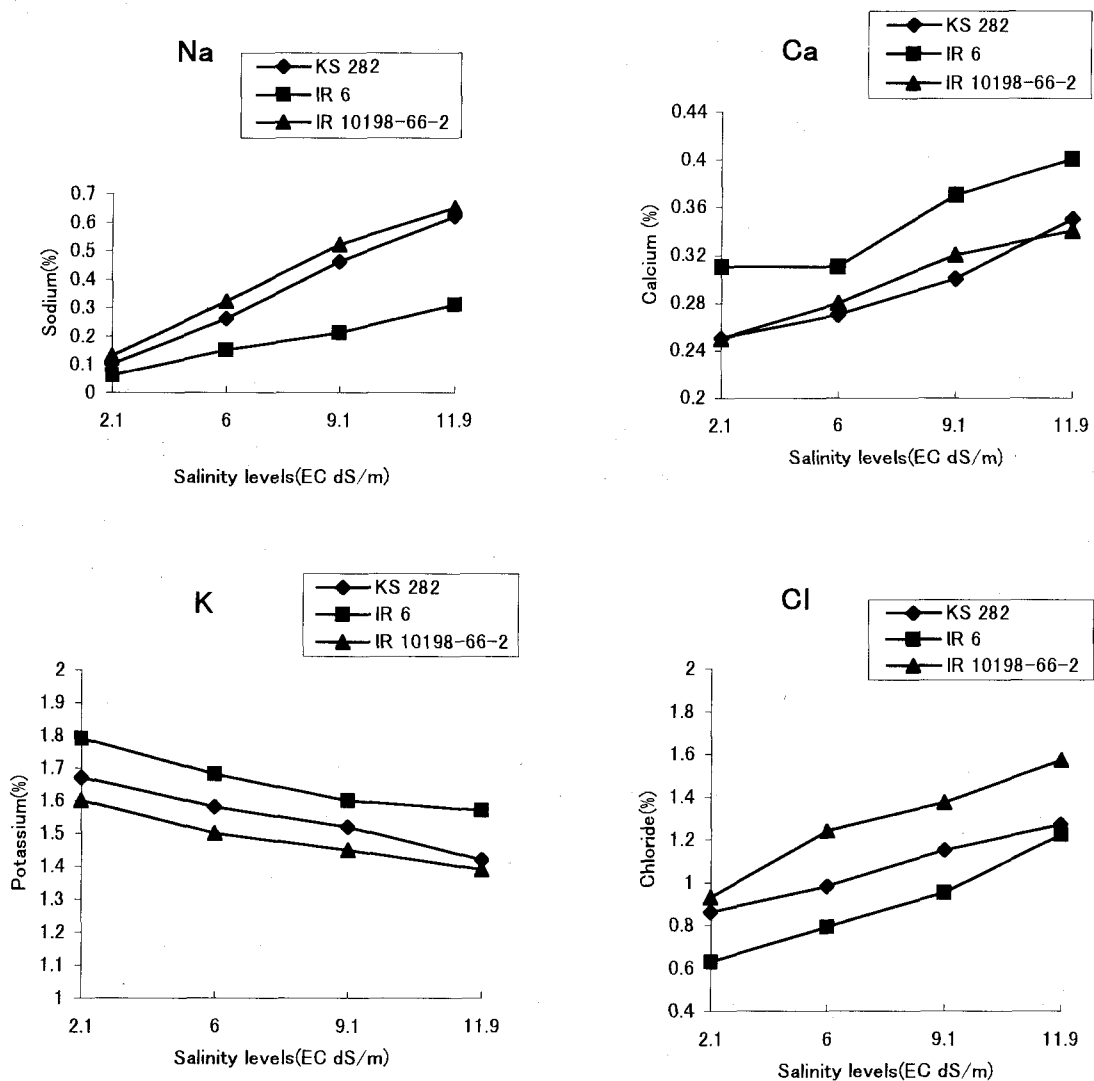 Na
KS 282
IR 6
IR 10198-66-2
0.7
0.6
0.5
0.4
0.3
0.2
0.1
0
Sodium(%)
2.1 6 9.1 11.9
Salinity levels(EC dS/m)
Ca
KS 282
IR 6
IR 10198-66-2
0.44
0.4
0.36
0.32
0.28
0.24
0.2
Calcium (%)
2.1 6 9.1 11.9
Salinity levels(EC dS/m)
K
KS 282
IR 6
IR 10198-66-2
2
1.9
1.8
1.7
1.6
1.5
1.4
1.3
1.2
1.1
1
Potassium(%)
2.1 6 9.1 11.9
Salinity levels(EC dS/m)
Cl
KS 282
IR 6
IR 10198-66-2
2
1.8
1.6
1.4
1.2
1
0.8
0.6
0.4
Chloride(%)
2.1 6 9.1 11.9
Salinity levels(EC dS/m)